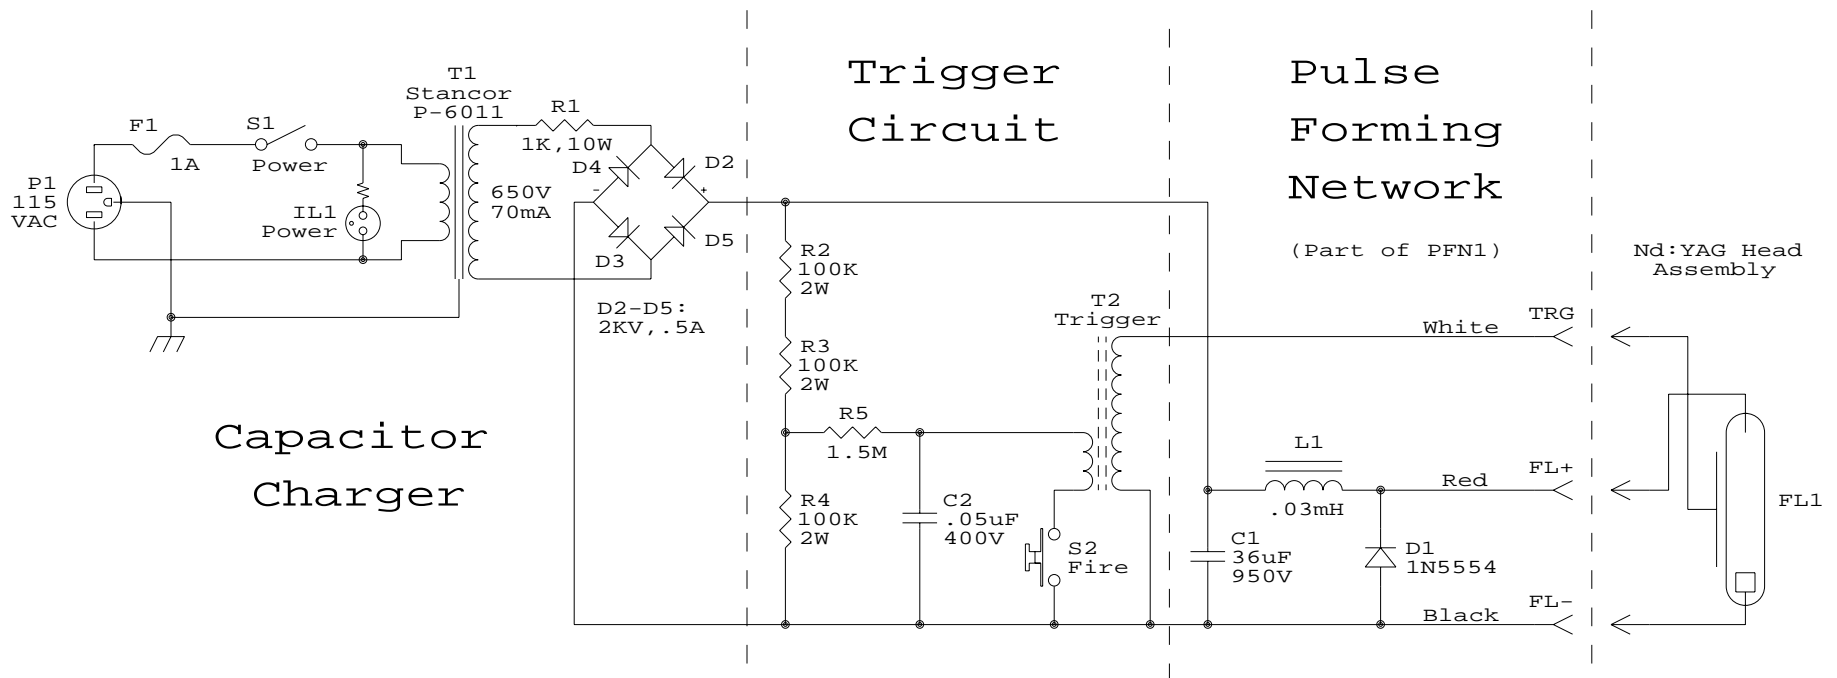 Trigger
Circuit
Pulse
Forming
Network
(Part of PFN1)
Nd:YAG Head
Assembly
T1
Stancor
P-6011
F1
1A
S1
Power
R1
1K,10W
D4
D2
-
+
P1
115
VAC
IL1
Power
650V
70mA
D3
D5
D2-D5:
2KV,.5A
R2
100K
2W
R3
100K
2W
T2
Trigger
White
TRG
Capacitor
Charger
R5
1.5M
R4
100K
2W
C2
.05uF
400V
S2
Fire
L1
.03mH
Red
FL+
C1
36uF
950V
D1
1N5554
FL1
Black
FL-